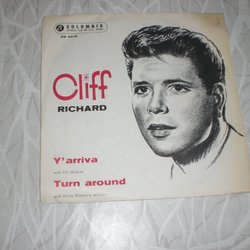 COLUMBIA
Cliff
RICHARD
Y'arriva
with The Shadows
Turn around